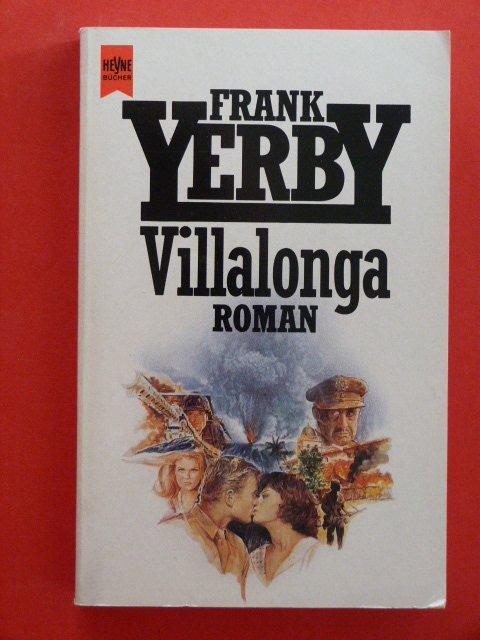 HEYNE
BÜCHER
FRANK
YERBY
Villalonga
ROMAN